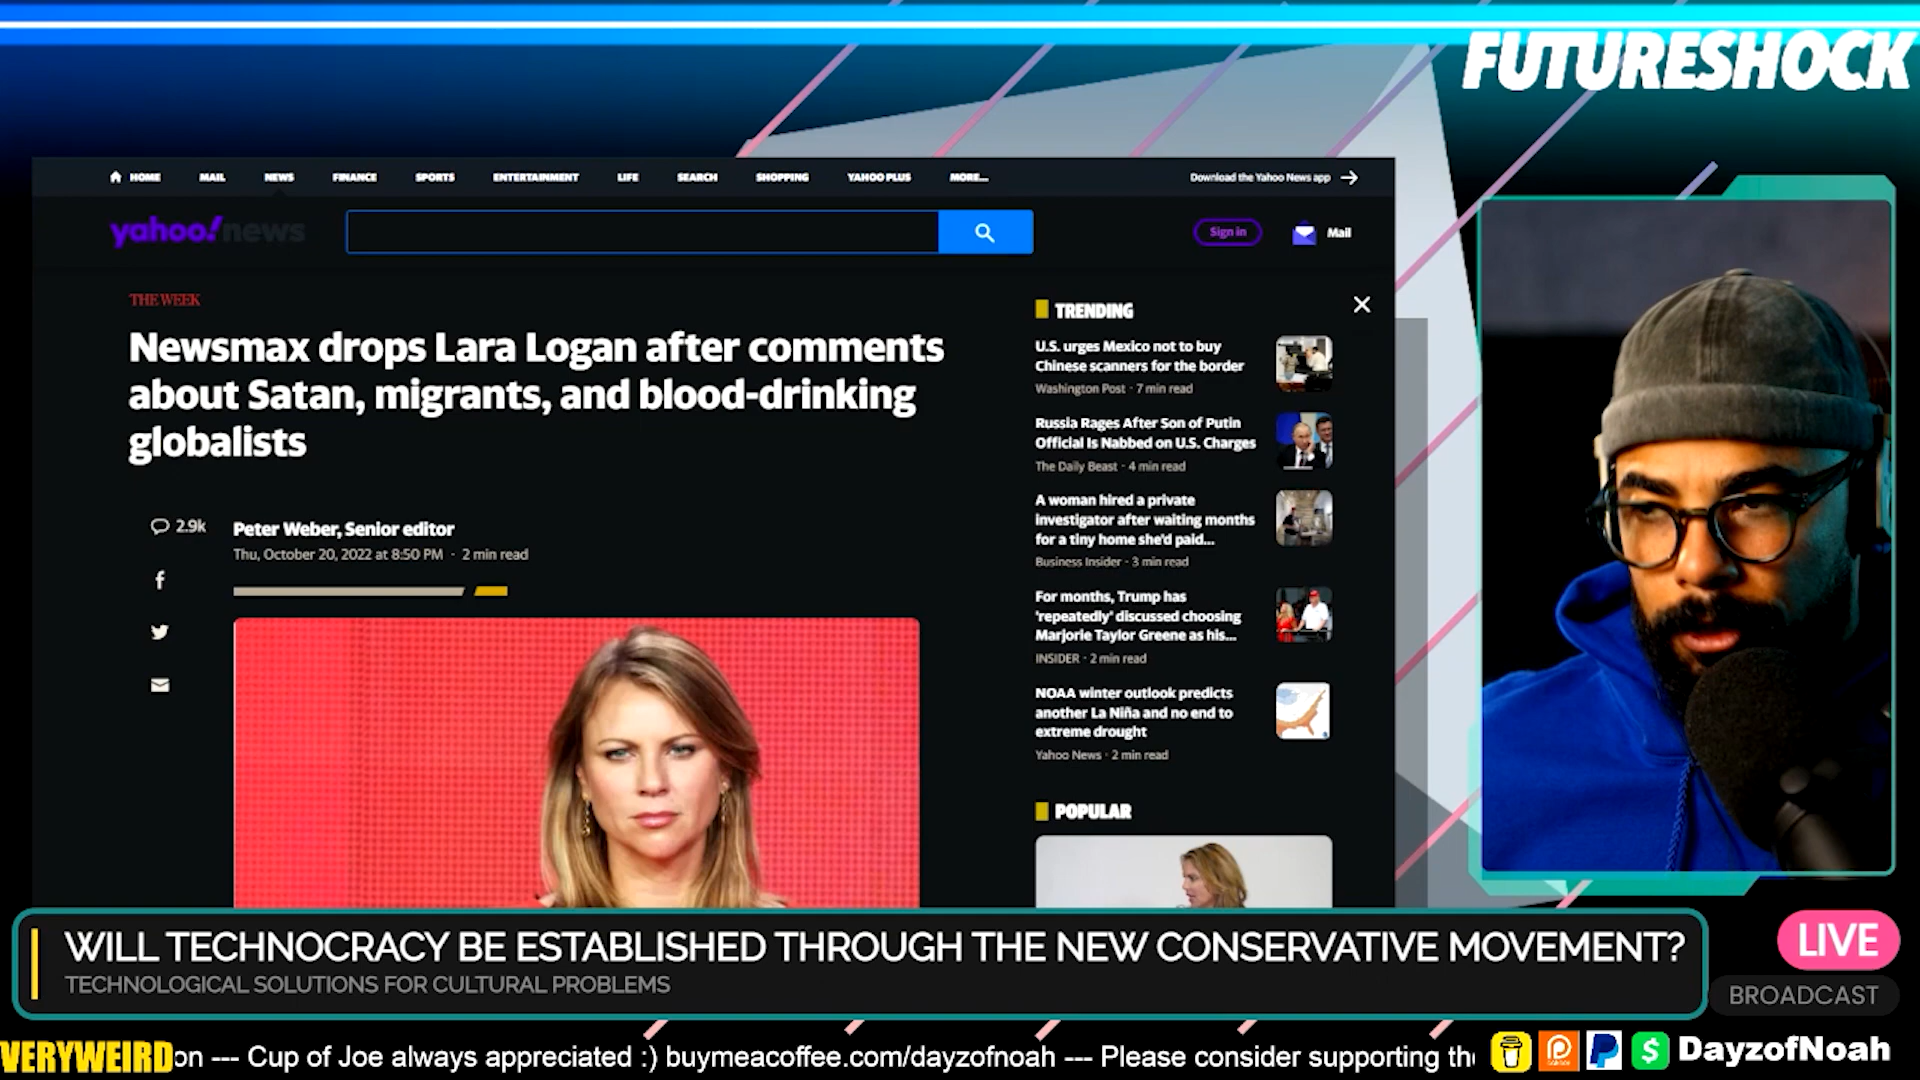 FUTURESHOCK
HOME MAIL NEWS FINANCE SPORTS ENTERTAINMENT LIFE SEARCH SHOPPING YAHOO PLUS MORE... Download the Yahoo News app
yahoo!news
Sign in
Mail
THE WEEK
Newsmax drops Lara Logan after comments
about Satan, migrants, and blood-drinking
globalists
2.9k
Peter Weber, Senior editor
Thu, October 20, 2022 at 8:50 PM · 2 min read
TRENDING
U.S. urges Mexico not to buy
Chinese scanners for the border
Washington Post · 7 min read
Russia Rages After Son of Putin
Official Is Nabbed on U.S. Charges
The Daily Beast · 4 min read
A woman hired a private
investigator after waiting months
for a tiny home she'd paid...
Business Insider · 3 min read
For months, Trump has
'repeatedly' discussed choosing
Marjorie Taylor Greene as his...
INSIDER · 2 min read
NOAA winter outlook predicts
another La Niña and no end to
extreme drought
Yahoo News · 2 min read
POPULAR
WILL TECHNOCRACY BE ESTABLISHED THROUGH THE NEW CONSERVATIVE MOVEMENT?
TECHNOLOGICAL SOLUTIONS FOR CULTURAL PROBLEMS
LIVE
BROADCAST
VERYWEIRD
on --- Cup of Joe always appreciated :) buymeacoffee.com/dayzofnoah --- Please consider supporting the
DayzofNoah